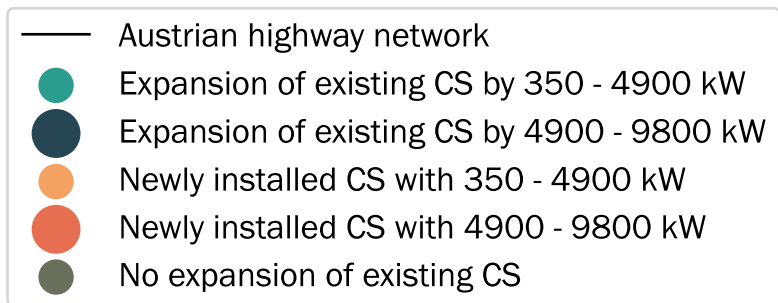 Austrian highway network
Expansion of existing CS by 350 - 4900 kW
Expansion of existing CS by 4900 - 9800 kW
Newly installed CS with 350 - 4900 kW
Newly installed CS with 4900 - 9800 kW
No expansion of existing CS